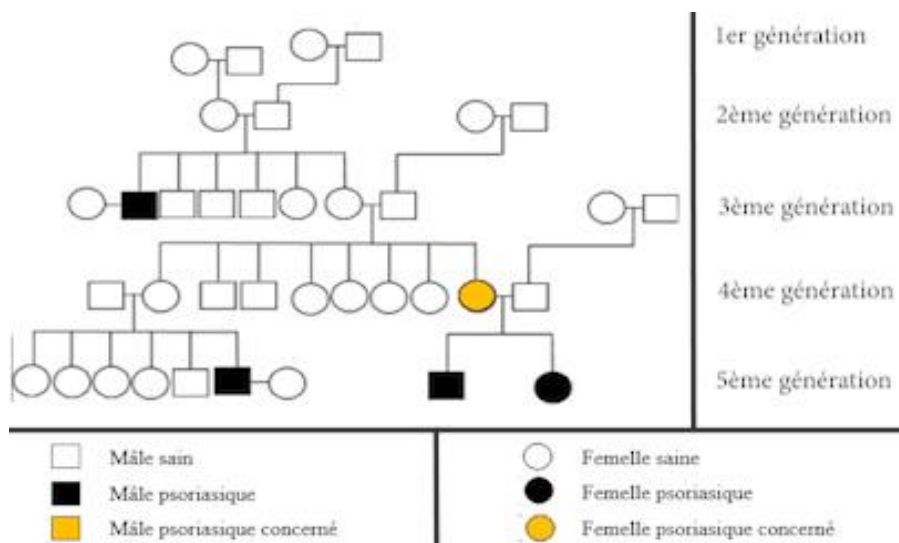 1er génération
2ème génération
3ème génération
4ème génération
5ème génération
Mâle sain
Mâle psoriasique
Mâle psoriasique concerné
Femelle saine
Femelle psoriasique
Femelle psoriasique concerné